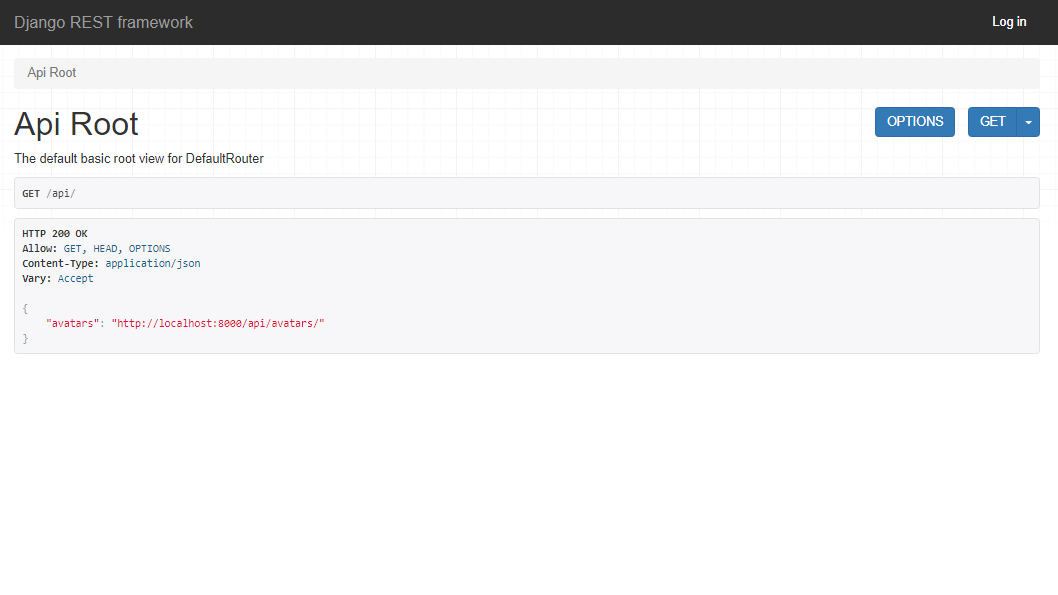 Django REST framework
Log in
Api Root
Api Root
OPTIONS
GET
The default basic root view for DefaultRouter
GET /api/
HTTP 200 OK
Allow: GET, HEAD, OPTIONS
Content-Type: application/json
Vary: Accept
{
"avatars": "http://localhost:8000/api/avatars/"
}